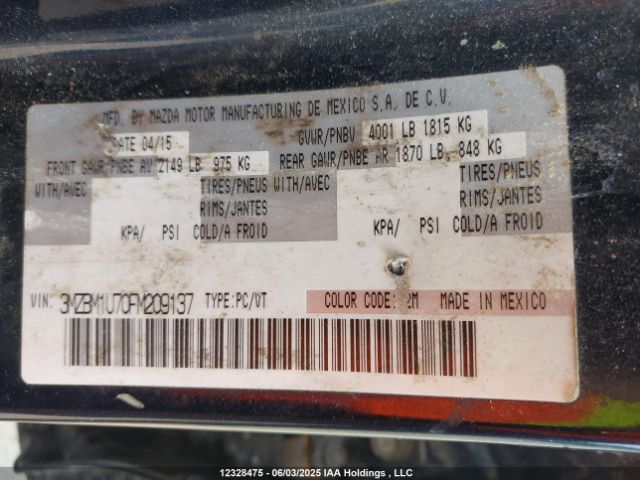 MFD. BY MAZDA MOTOR MANUFACTURING DE MEXICO S.A. DE C.V.
DATE 04/15 GVWR/PNBV 4001 LB 1815 KG
FRONT GAWR/PNBE AV 2149 LB 975 KG REAR GAWR/PNBE AR 1870 LB 848 KG
WITH/AVEC TIRES/PNEUS WITH/AVEC TIRES/PNEUS
RIMS/JANTES RIMS/JANTES
KPA/ PSI COLD/A FROID KPA/ PSI COLD/A FROID
VIN: 3MZBM1U70FM209137 TYPE:PC/VT COLOR CODE: MADE IN MEXICO
12328475 - 06/03/2025 IAA Holdings , LLC